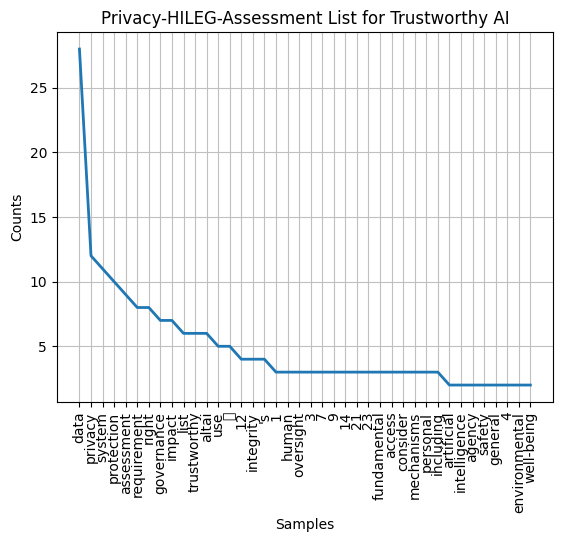 Privacy-HILEG-Assessment List for Trustworthy AI
Counts
25
20
15
10
5
data
privacy
system
protection
assessment
requirement
right
governance
impact
list
trustworthy
altai
use
12
integrity
s
1
human
oversight
3
7
9
14
21
23
fundamental
access
consider
mechanisms
personal
including
artificial
intelligence
agency
safety
general
4
environmental
well-being
Samples